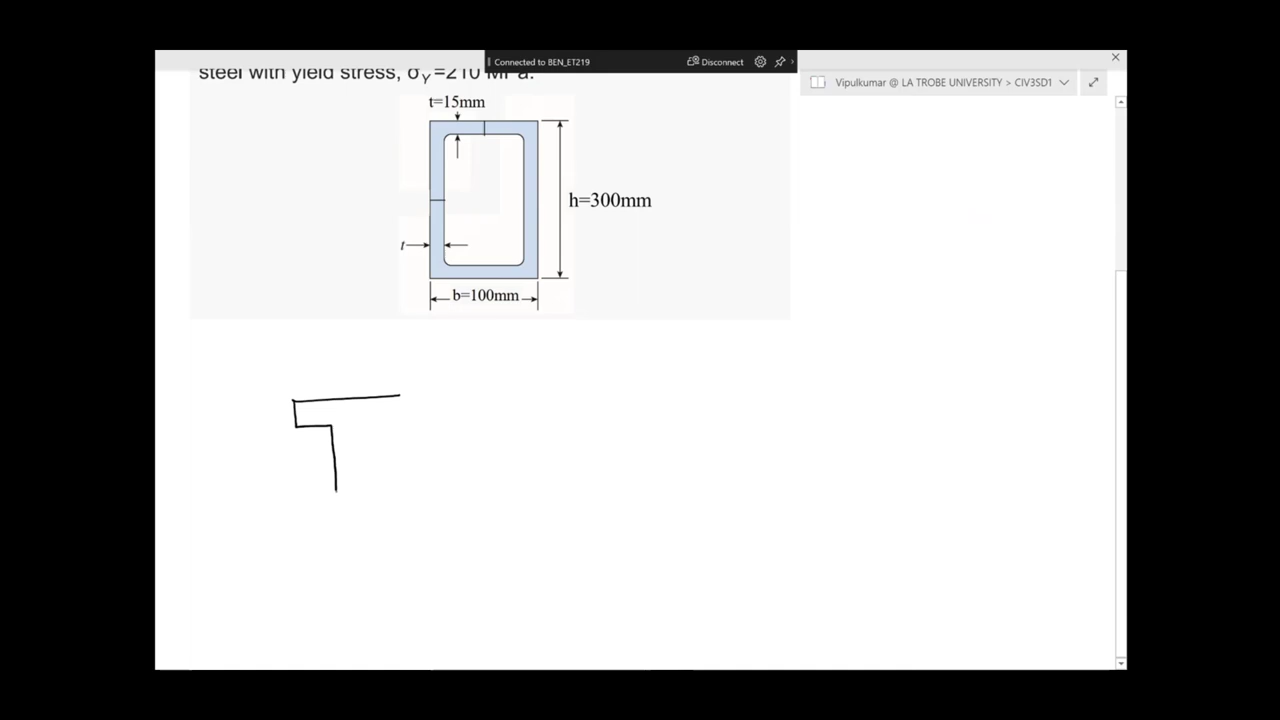 Connected to BEN_ET219
Disconnect
steel with yield stress, σY=210 MPa.
Vipulkumar @ LA TROBE UNIVERSITY > CIV3SD1
t=15mm
h=300mm
t
b=100mm